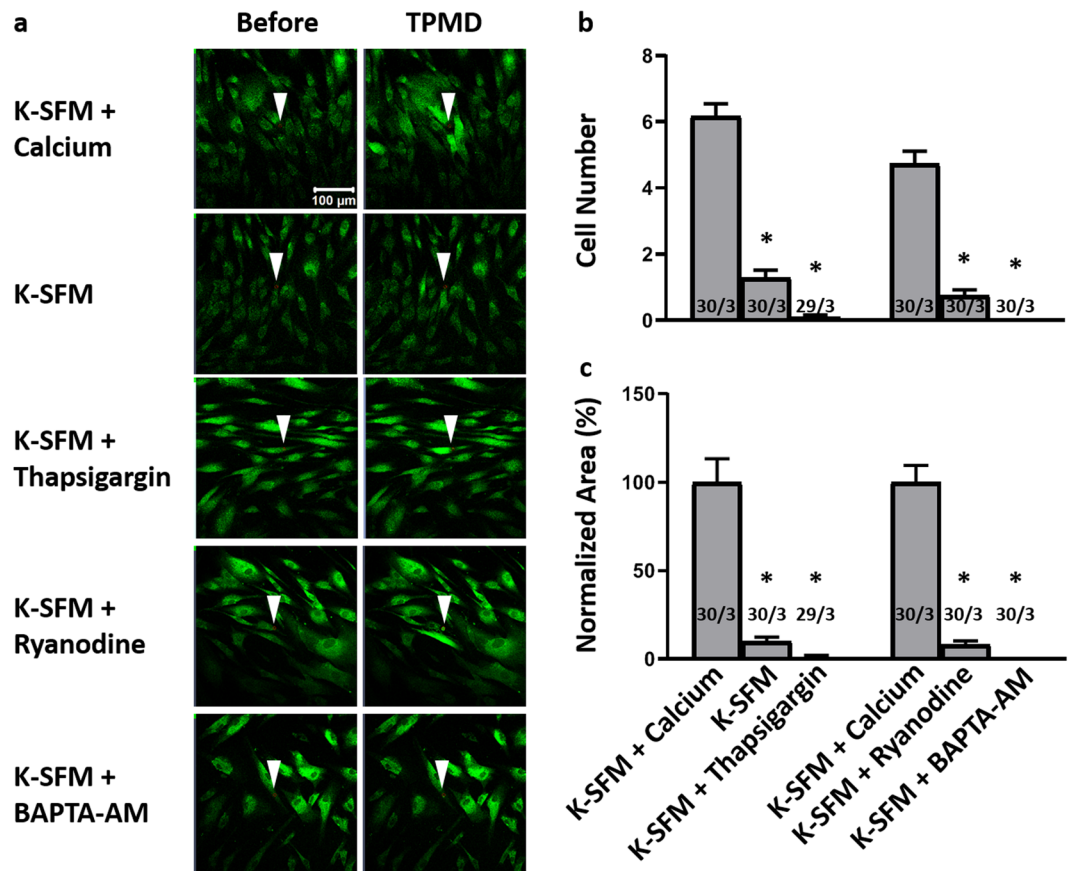 a
Before
TPMD
K-SFM +
Calcium
100 µm
K-SFM
K-SFM +
Thapsigargin
K-SFM +
Ryanodine
K-SFM +
BAPTA-AM
b
Cell Number
8
6
4
2
0
*
*
*
*
30/3
30/3
29/3
30/3
30/3
30/3
c
Normalized Area (%)
150
100
50
0
*
*
*
*
30/3
30/3
29/3
30/3
30/3
30/3
K-SFM + Calcium
K-SFM
K-SFM + Thapsigargin
K-SFM + Calcium
K-SFM + Ryanodine
K-SFM + BAPTA-AM